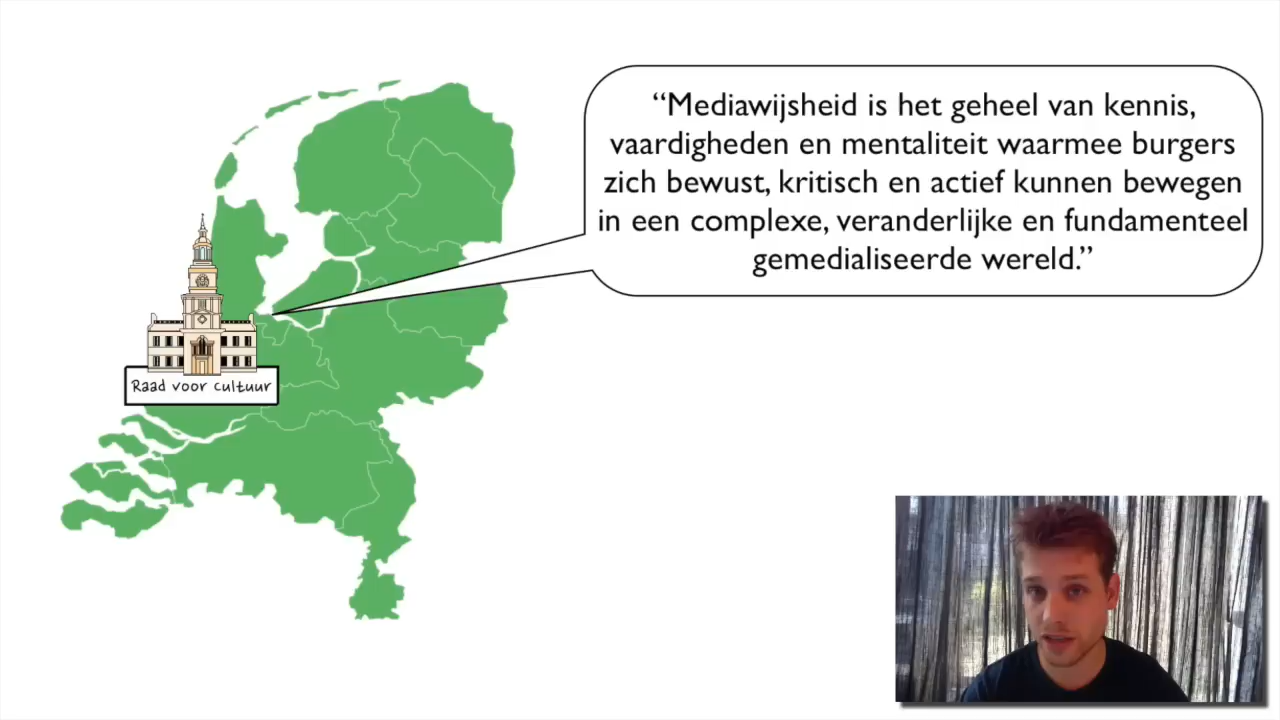 “Mediawijsheid is het geheel van kennis,
vaardigheden en mentaliteit waarmee burgers
zich bewust, kritisch en actief kunnen bewegen
in een complexe, veranderlijke en fundamenteel
gemedialiseerde wereld.”
Raad voor cultuur